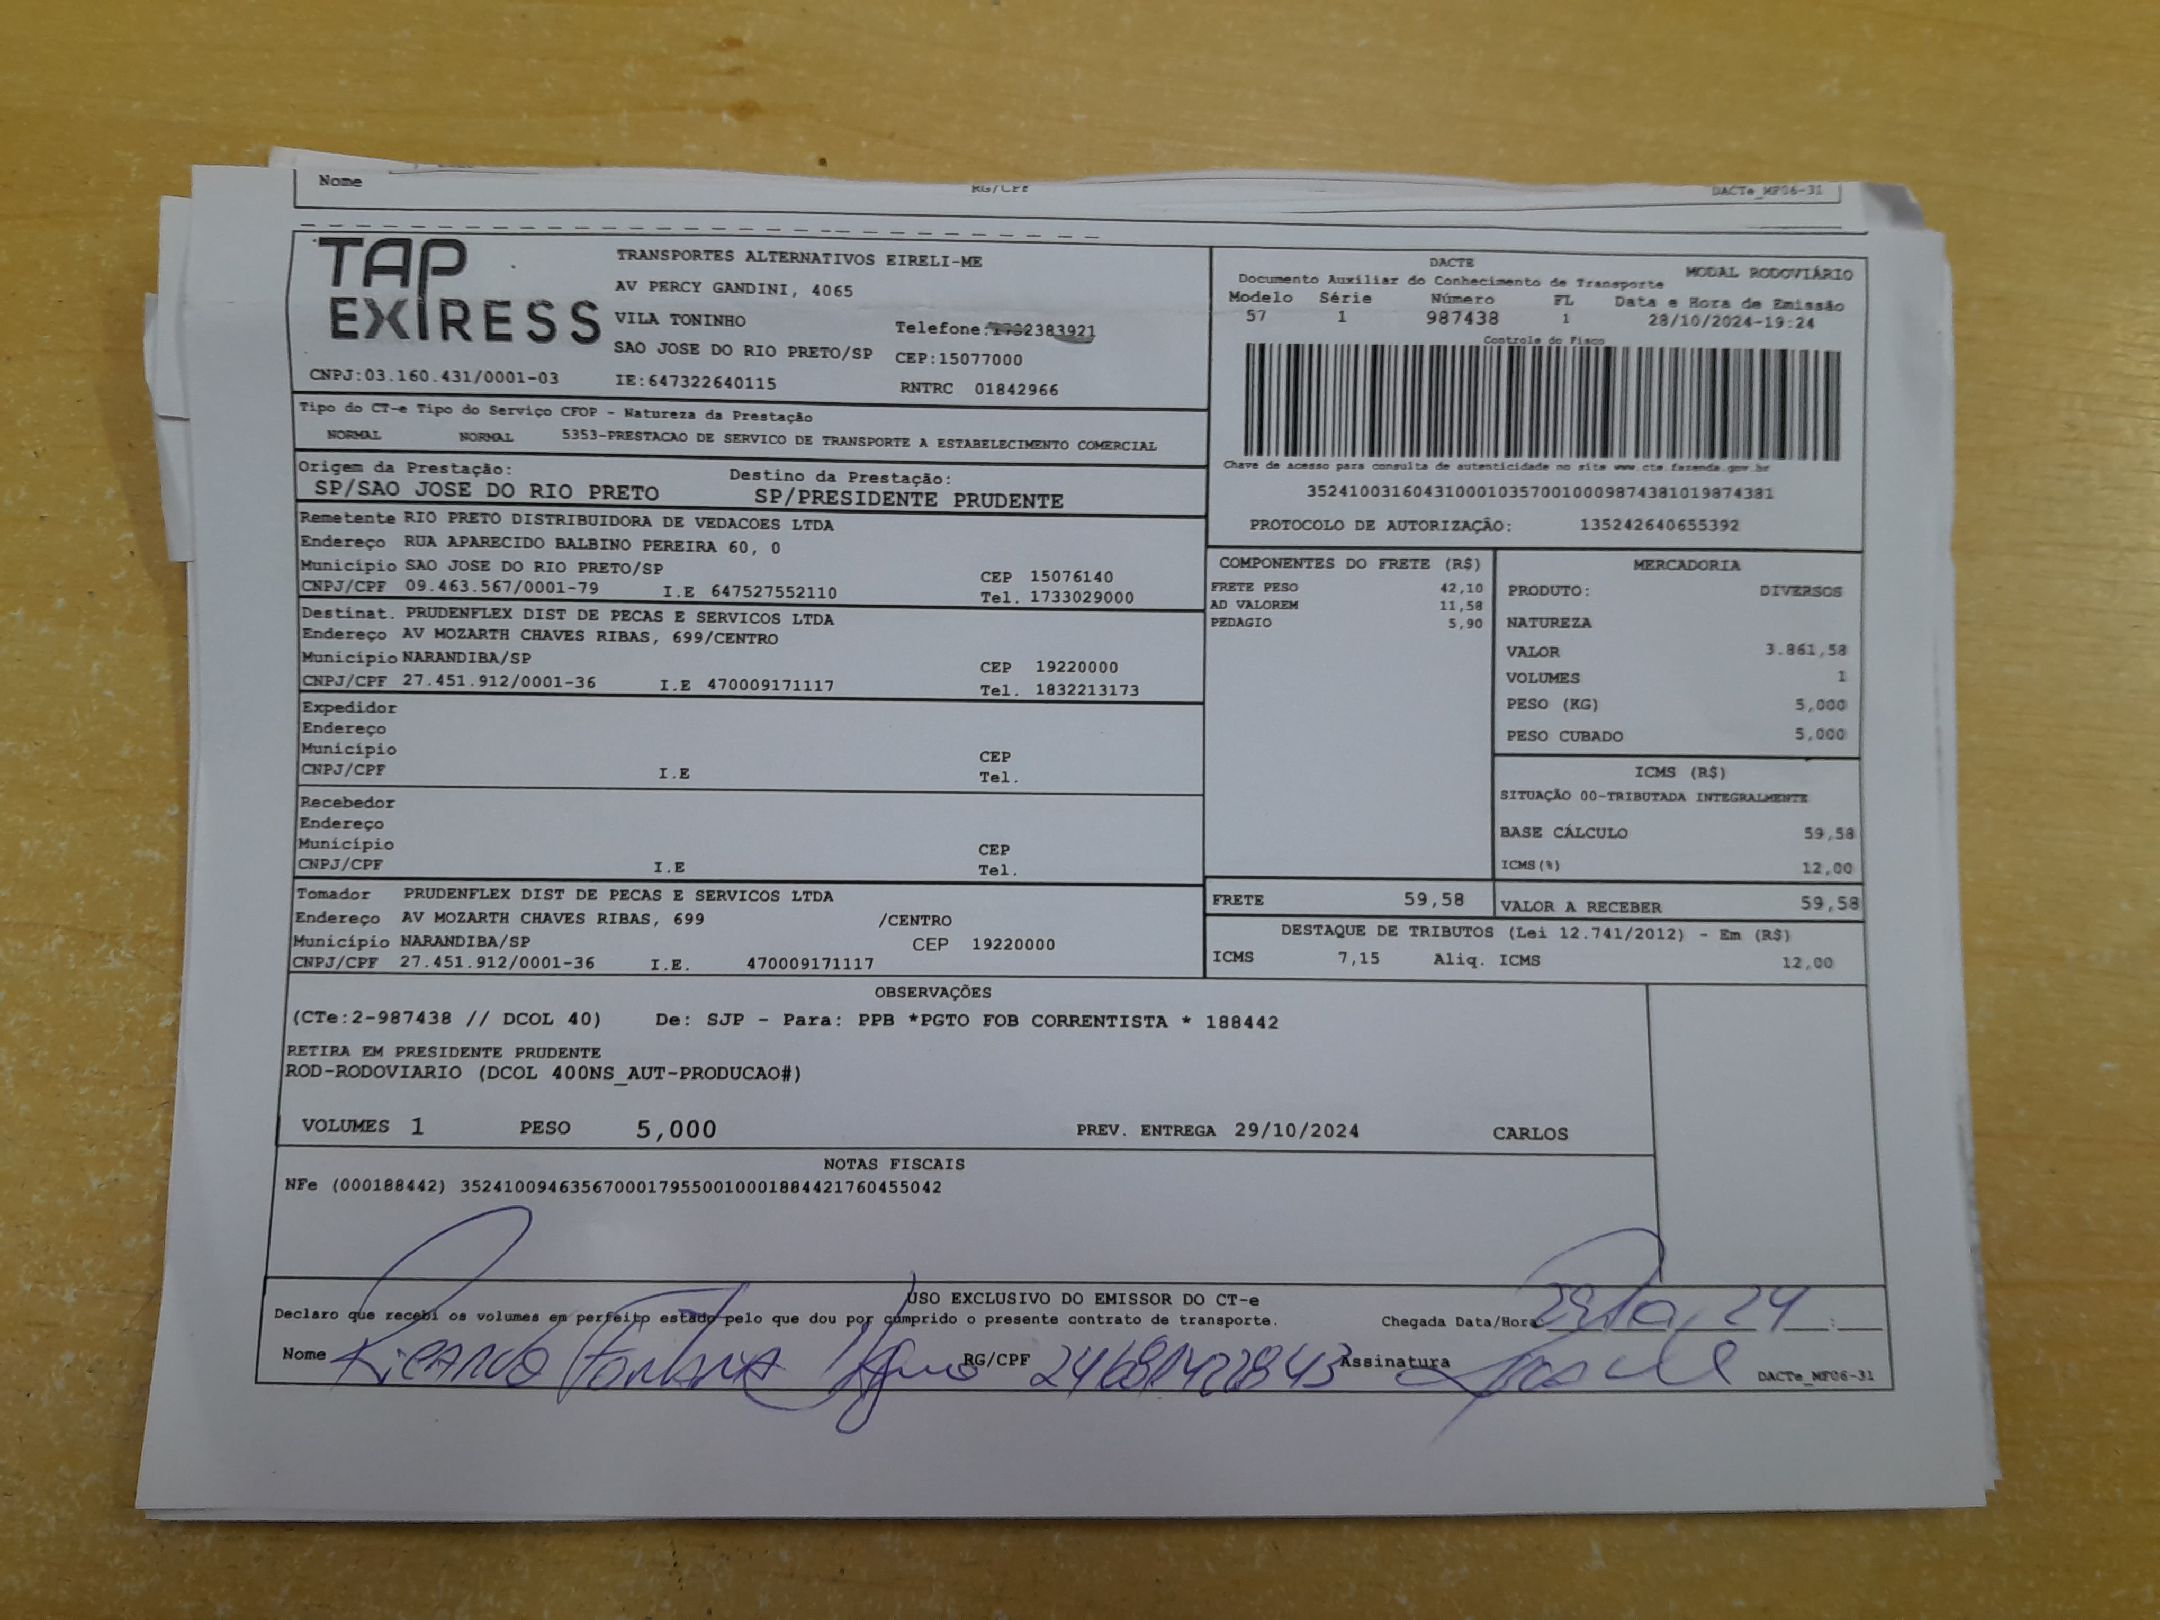 Nome RG/CPF DACTe_MF06-31
TAP
EXPRESS
TRANSPORTES ALTERNATIVOS EIRELI-ME
AV PERCY GANDINI, 4065
VILA TONINHO Telefone:1732383921
SAO JOSE DO RIO PRETO/SP CEP:15077000
CNPJ:03.160.431/0001-03 IE:647322640115 RNTRC 01842966
DACTE
Documento Auxiliar do Conhecimento de Transporte MODAL RODOVIÁRIO
Modelo Série Número FL Data e Hora de Emissão
57 1 987438 1 28/10/2024-19:24
Controle do Fisco
Chave de acesso para consulta de autenticidade no site www.cte.fazenda.gov.br
35241003160431000103570010009874381019874381
PROTOCOLO DE AUTORIZAÇÃO: 135242640655392
Tipo do CT-e Tipo do Serviço CFOP - Natureza da Prestação
NORMAL NORMAL 5353-PRESTACAO DE SERVICO DE TRANSPORTE A ESTABELECIMENTO COMERCIAL
Origem da Prestação: Destino da Prestação:
SP/SAO JOSE DO RIO PRETO SP/PRESIDENTE PRUDENTE
Remetente RIO PRETO DISTRIBUIDORA DE VEDACOES LTDA
Endereço RUA APARECIDO BALBINO PEREIRA 60, 0
Município SAO JOSE DO RIO PRETO/SP CEP 15076140
CNPJ/CPF 09.463.567/0001-79 I.E 647527552110 Tel. 1733029000
Destinat. PRUDENFLEX DIST DE PECAS E SERVICOS LTDA
Endereço AV MOZARTH CHAVES RIBAS, 699/CENTRO
Município NARANDIBA/SP CEP 19220000
CNPJ/CPF 27.451.912/0001-36 I.E 470009171117 Tel. 1832213173
Expedidor
Endereço
Município CEP
CNPJ/CPF I.E Tel.
Recebedor
Endereço
Município CEP
CNPJ/CPF I.E Tel.
Tomador PRUDENFLEX DIST DE PECAS E SERVICOS LTDA
Endereço AV MOZARTH CHAVES RIBAS, 699 /CENTRO
Município NARANDIBA/SP CEP 19220000
CNPJ/CPF 27.451.912/0001-36 I.E. 470009171117
COMPONENTES DO FRETE (R$)
FRETE PESO 42,10
AD VALOREM 11,58
PEDAGIO 5,90
MERCADORIA
PRODUTO: DIVERSOS
NATUREZA
VALOR 3.861,58
VOLUMES 1
PESO (KG) 5,000
PESO CUBADO 5,000
ICMS (R$)
SITUAÇÃO 00-TRIBUTADA INTEGRALMENTE
BASE CÁLCULO 59,58
ICMS(%) 12,00
FRETE 59,58 VALOR A RECEBER 59,58
DESTAQUE DE TRIBUTOS (Lei 12.741/2012) - Em (R$)
ICMS 7,15 Aliq. ICMS 12,00
OBSERVAÇÕES
(CTe:2-987438 // DCOL 40) De: SJP - Para: PPB *PGTO FOB CORRENTISTA * 188442
RETIRA EM PRESIDENTE PRUDENTE
ROD-RODOVIARIO (DCOL 400NS_AUT-PRODUCAO#)
VOLUMES 1 PESO 5,000 PREV. ENTREGA 29/10/2024 CARLOS
NOTAS FISCAIS
NFe (000188442) 35241009463567000179550010001884421760455042
USO EXCLUSIVO DO EMISSOR DO CT-e
Declaro que recebi os volumes em perfeito estado pelo que dou por cumprido o presente contrato de transporte. Chegada Data/Hora
Nome Ricardo RG/CPF Assinatura DACTe_MF06-31